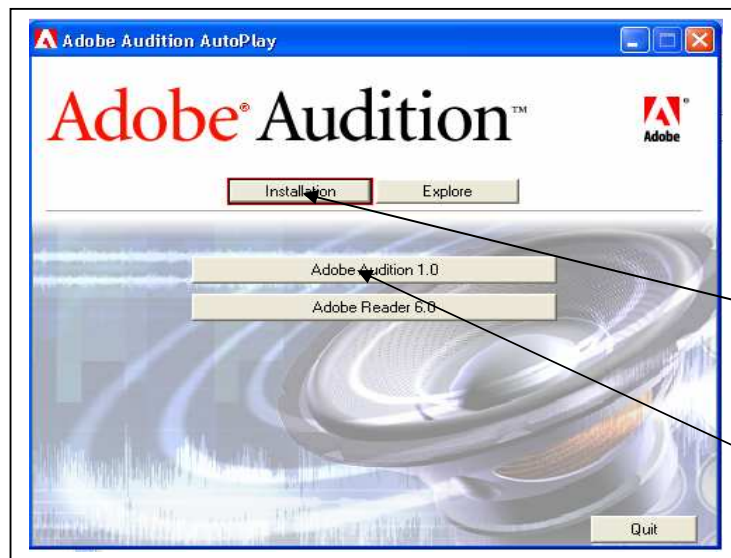 Adobe Audition AutoPlay
Adobe® Audition™
Adobe®
Installation Explore
Adobe Audition 1.0
Adobe Reader 6.0
Quit